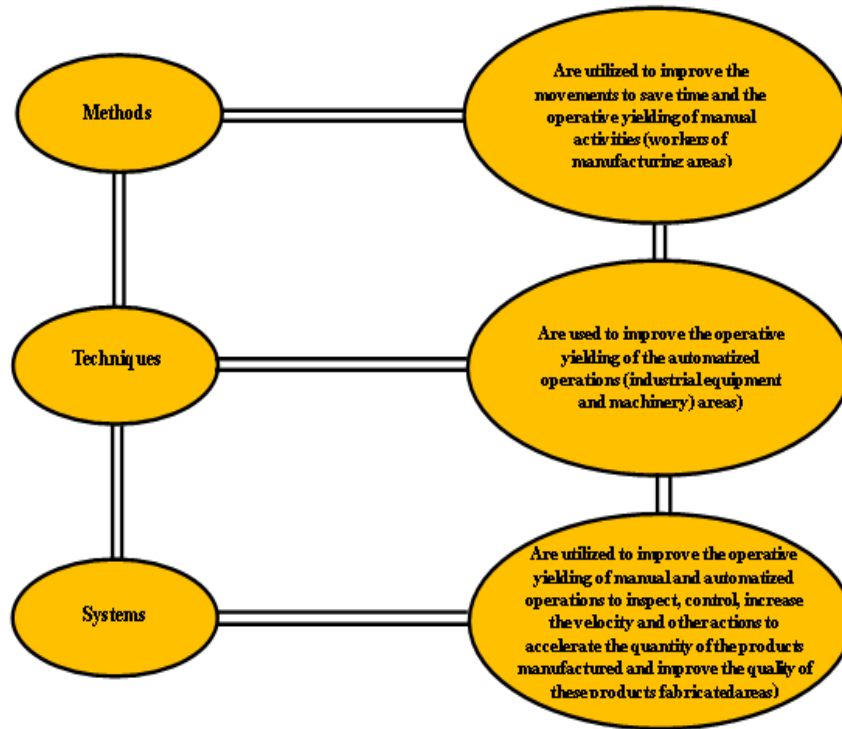 Methods
Are utilized to improve the
movements to save time and the
operative yielding of manual
activities (workers of
manufacturing areas)
Techniques
Are used to improve the operative
yielding of the automatized
operations (industrial equipment
and machinery) areas)
Systems
Are utilized to improve the operative
yielding of manual and automatized
operations to inspect, control, increase
the velocity and other actions to
accelerate the quantity of the products
manufactured and improve the quality of
these products fabricatedareas)